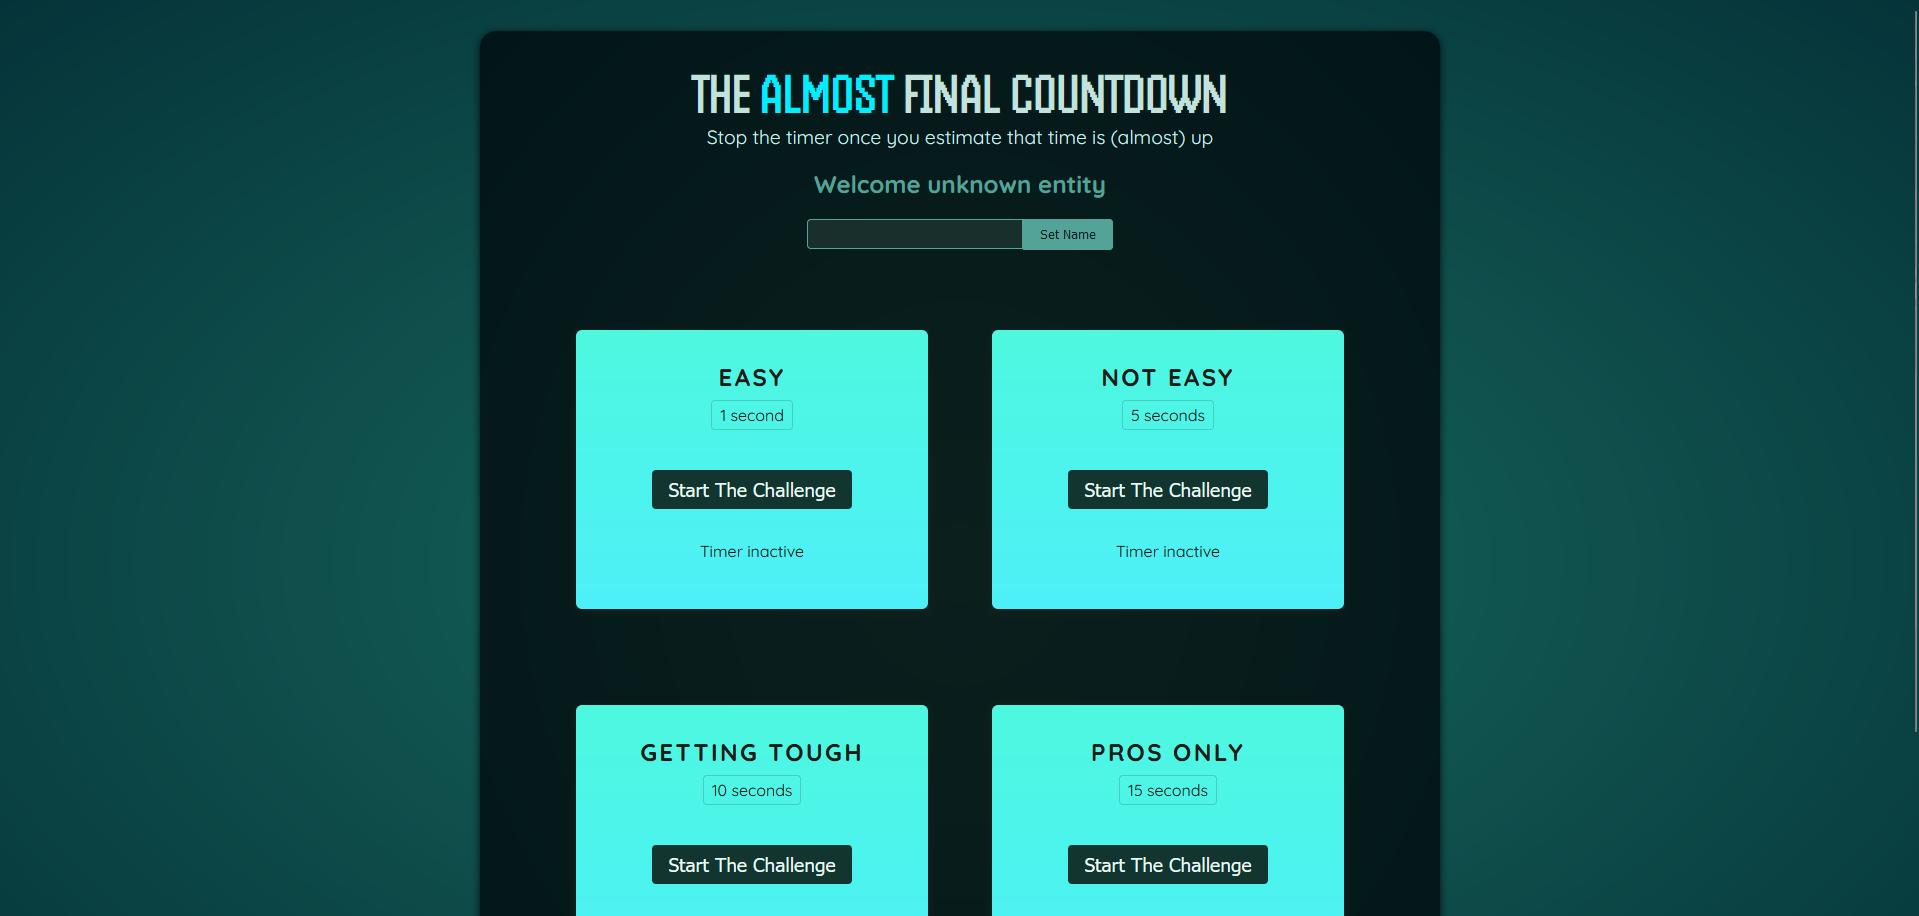 THE ALMOST FINAL COUNTDOWN
Stop the timer once you estimate that time is (almost) up
Welcome unknown entity
Set Name
EASY
1 second
Start The Challenge
Timer inactive
NOT EASY
5 seconds
Start The Challenge
Timer inactive
GETTING TOUGH
10 seconds
Start The Challenge
PROS ONLY
15 seconds
Start The Challenge